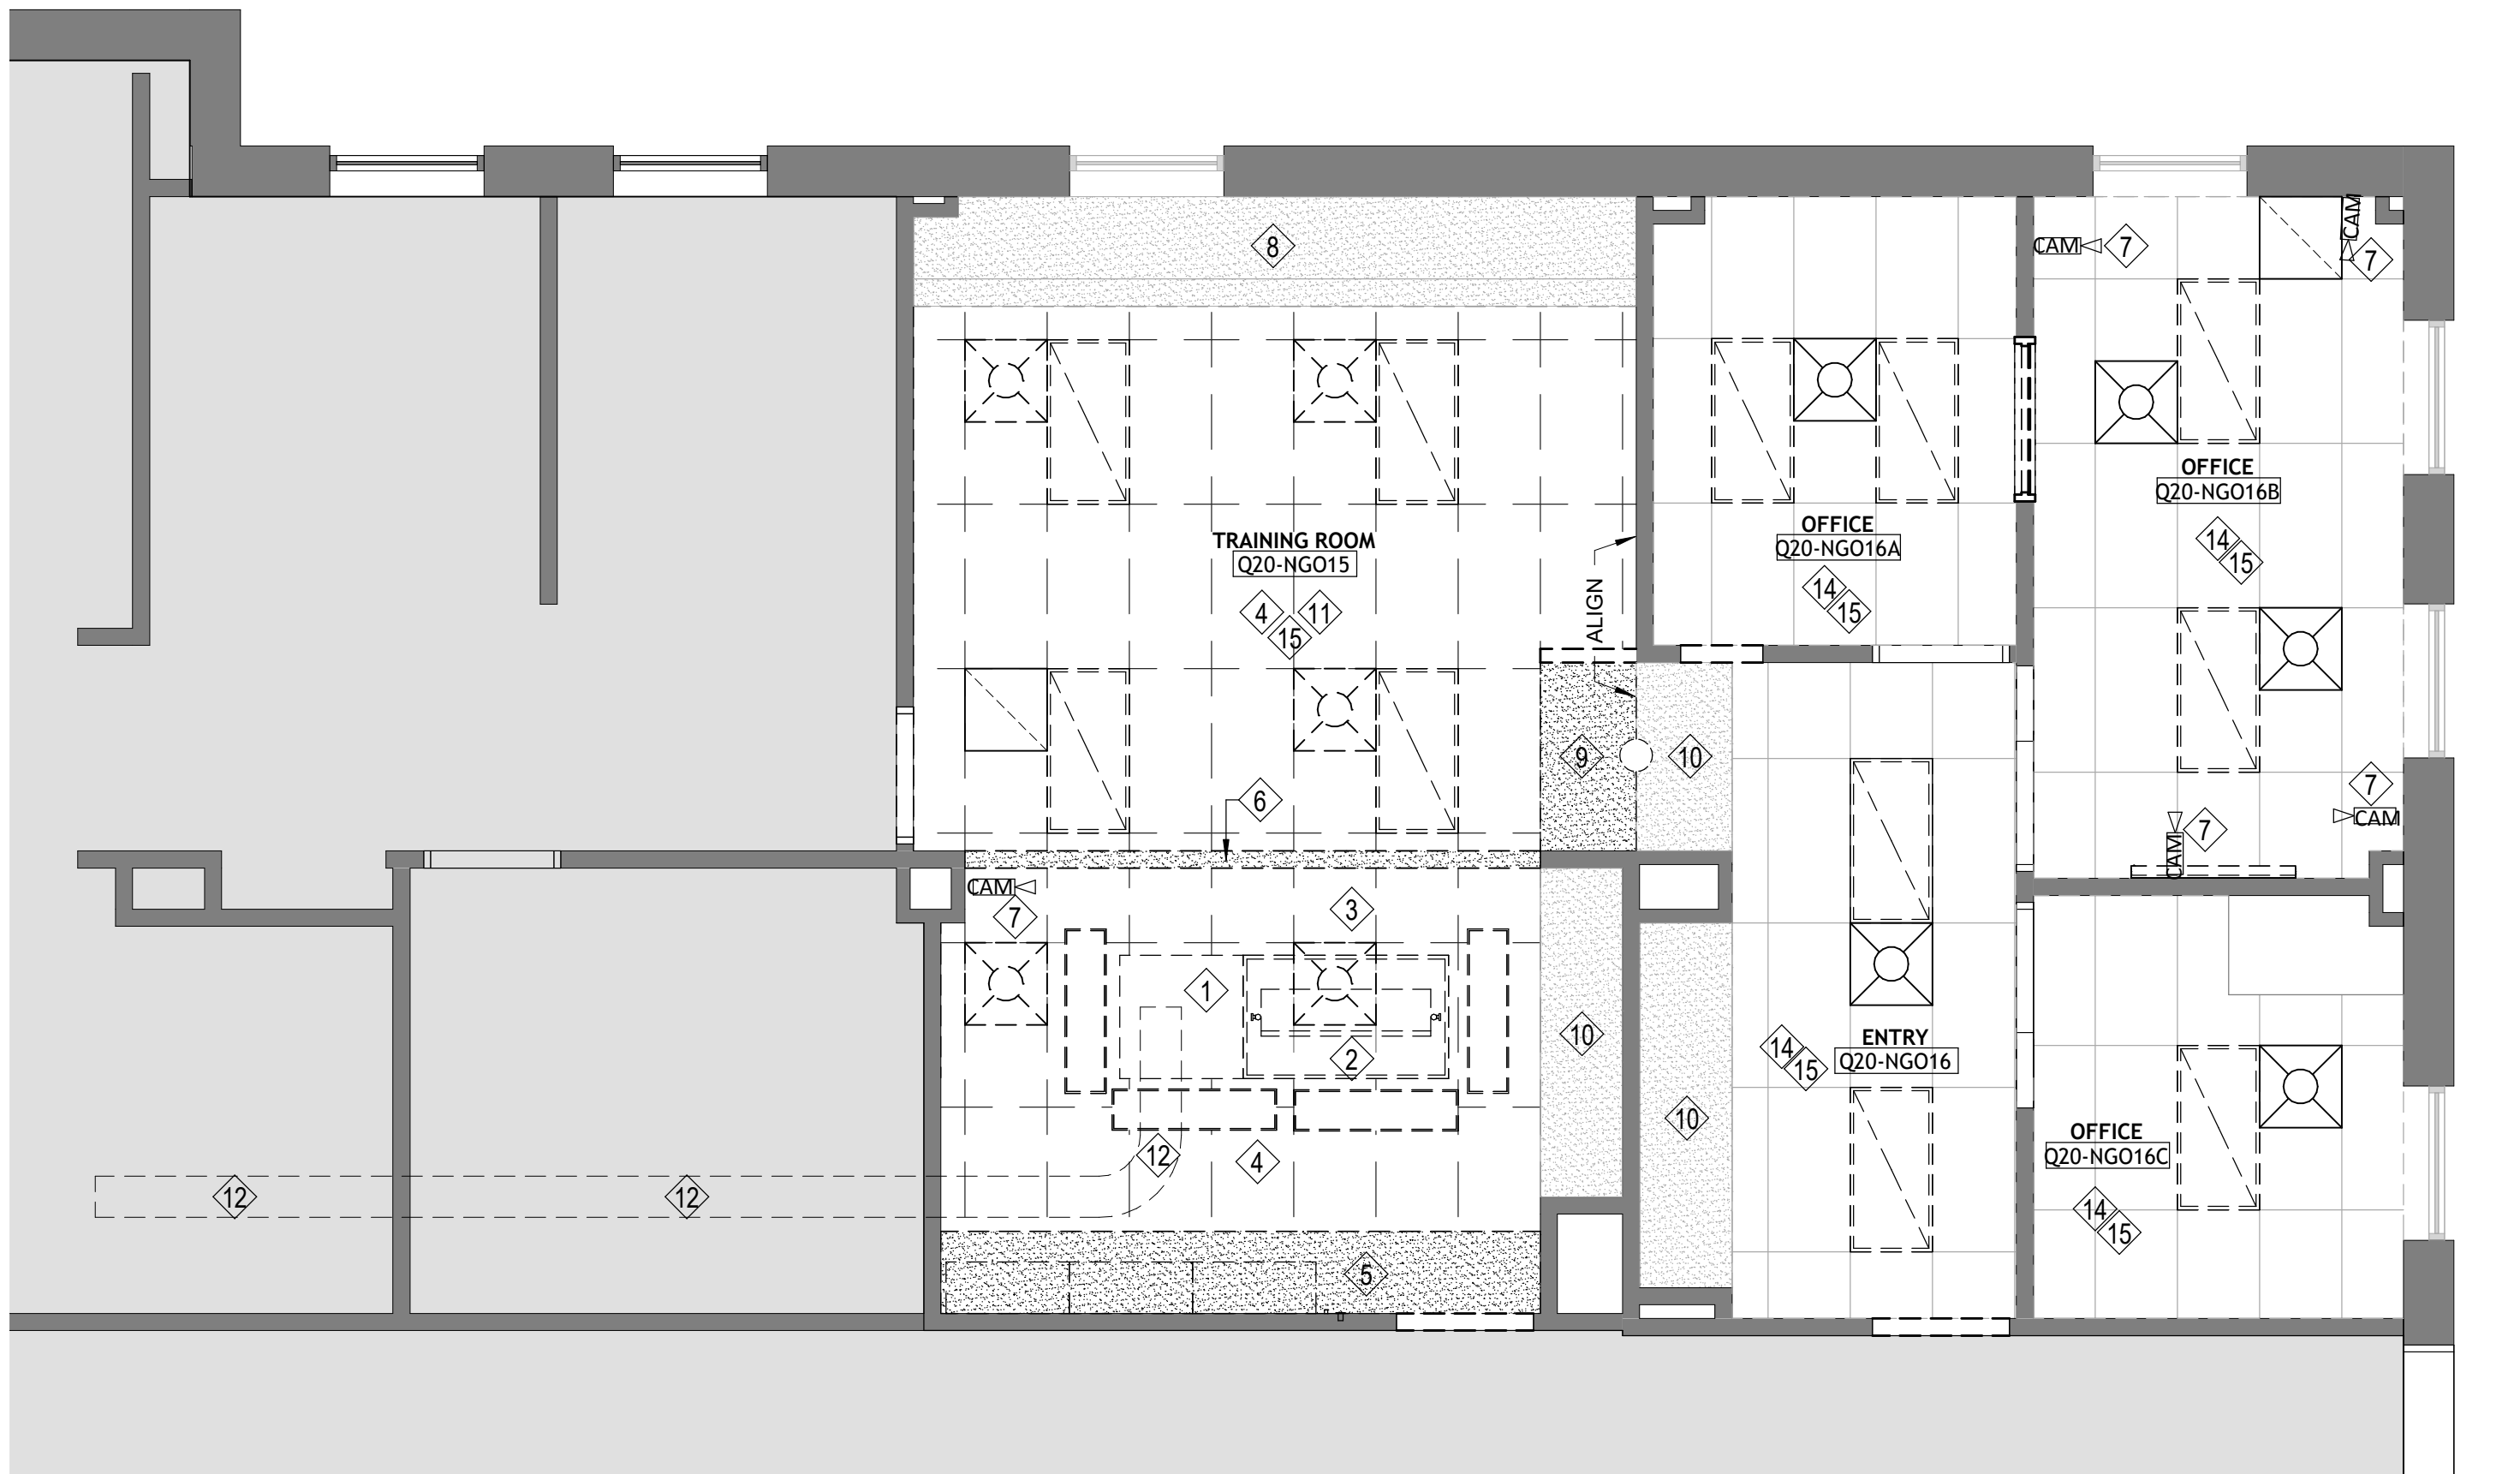 8
CAM
7
CAM
7
OFFICE
Q20-NGO16B
OFFICE
Q20-NGO16A
TRAINING ROOM
Q20-NGO15
14
15
14
15
4
11
15
ALIGN
9
10
6
7
CAM
7
CAM
CAM
7
3
1
2
10
ENTRY
Q20-NGO16
14
15
10
OFFICE
Q20-NGO16C
12
4
12
12
14
15
5